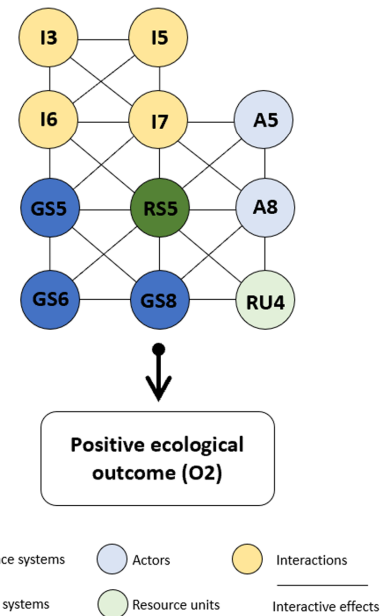 I3 I5
I6 I7 A5
GS5 RS5 A8
GS6 GS8 RU4
Positive ecological
outcome (O2)
systems Actors Interactions
systems Resource units Interactive effects